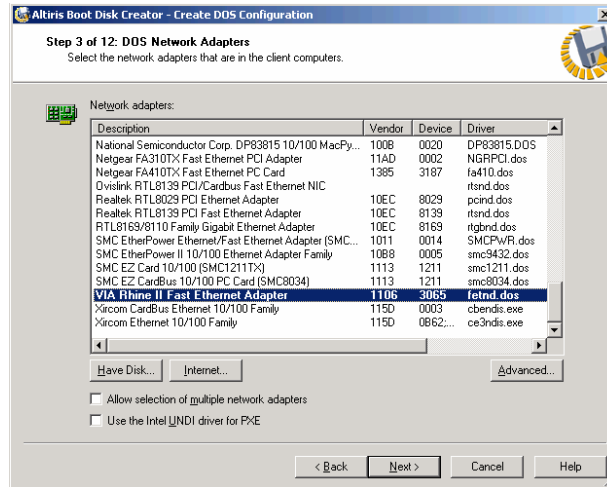 Altiris Boot Disk Creator - Create DOS Configuration
Step 3 of 12: DOS Network Adapters
Select the network adapters that are in the client computers.
Network adapters:
Description Vendor Device Driver
National Semiconductor Corp. DP83815 10/100 MacPy... 100B 0020 DP83815.DOS
Netgear FA310TX Fast Ethernet PCI Adapter 11AD 0002 NGRPCI.dos
Netgear FA410TX Fast Ethernet PC Card 1385 3187 fa410.dos
Ovislink RTL8139 PCI/Cardbus Fast Ethernet NIC rtsnd.dos
Realtek RTL8029 PCI Ethernet Adapter 10EC 8029 pcind.dos
Realtek RTL8139 PCI Fast Ethernet Adapter 10EC 8139 rtsnd.dos
RTL8169/8110 Family Gigabit Ethernet Adapter 10EC 8169 rtgbnd.dos
SMC EtherPower Ethernet/Fast Ethernet Adapter (SMC... 1011 0014 SMCPWR.dos
SMC EtherPower II 10/100 Ethernet Adapter Family 10B8 0005 smc9432.dos
SMC EZ Card 10/100 (SMC1211TX) 1113 1211 smc1211.dos
SMC EZ CardBus 10/100 PC Card (SMC8034) 1113 1211 smc8034.dos
VIA Rhine II Fast Ethernet Adapter 1106 3065 fetnd.dos
Xircom CardBus Ethernet 10/100 Family 115D 0003 cbendis.exe
Xircom Ethernet 10/100 Family 115D 0B62;... ce3ndis.exe
Have Disk... Internet... Advanced...
Allow selection of multiple network adapters
Use the Intel UNDI driver for PXE
< Back Next > Cancel Help